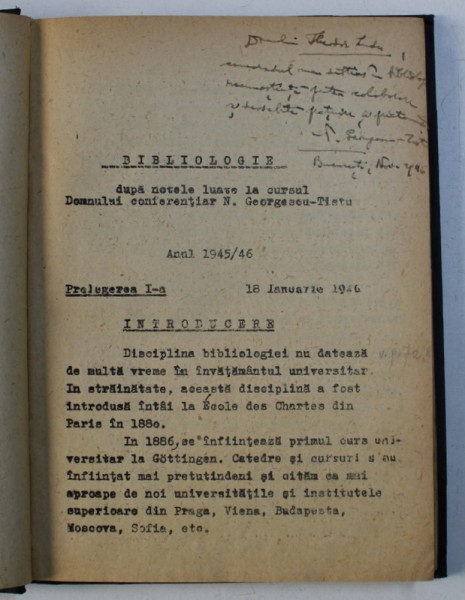 Domnului Theodor
BIBLIOLOGIE
după notele luate la cursul
Domnului conferenţiar N. Georgescu-Tistu
Anul 1945/46
Prelegerea I-a 18 Ianuarie 1946
INTRODUCERE
Disciplina bibliologiei nu datează
de multă vreme în învăţământul universitar.
In străinătate, această disciplină a fost
introdusă întâi la École des Chartes din
Paris în 1880.
In 1886, se înfiinţează primul curs uni-
versitar la Göttingen. Catedre şi cursuri s'au
înfiinţat mai pretutindeni şi cităm ca mai
aproape de noi universităţile şi institutele
superioare din Praga, Viena, Budapesta,
Moscova, Sofia, etc.